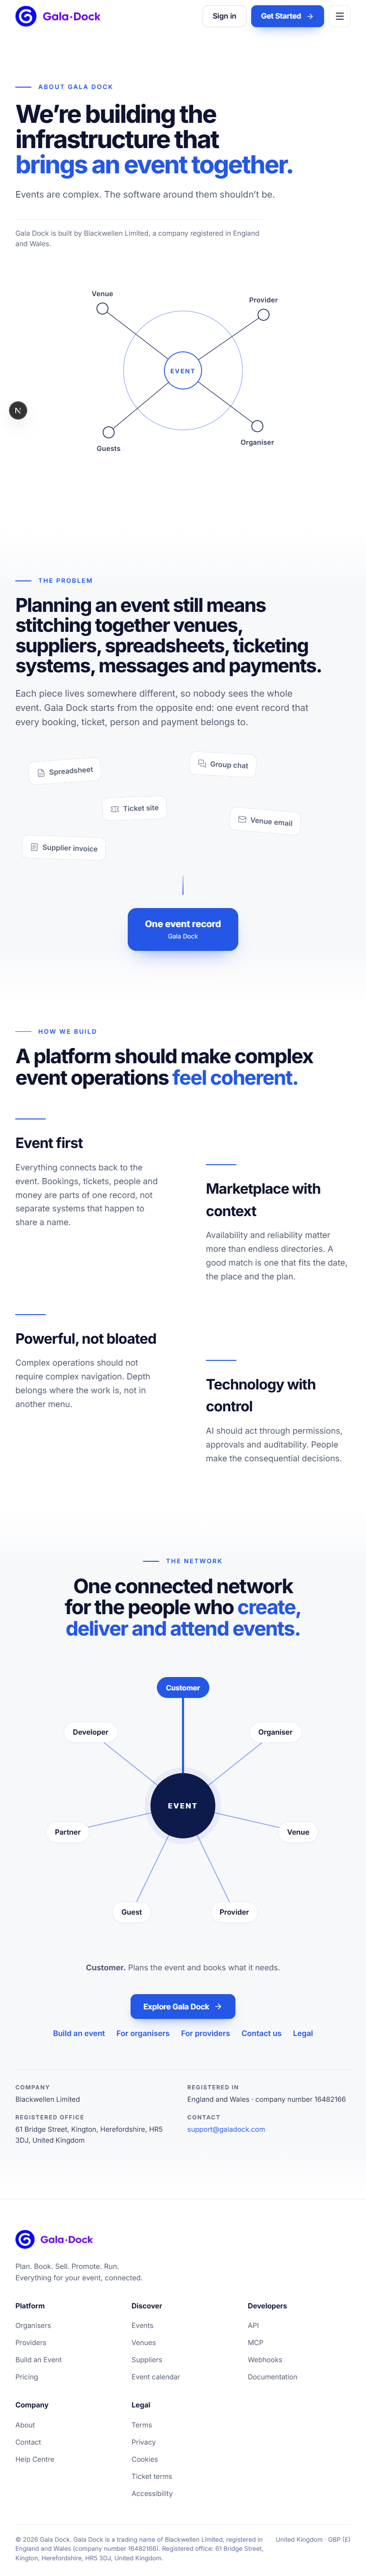 Gala·Dock
Sign in
Get Started
ABOUT GALA DOCK
We’re building the
infrastructure that
brings an event together.
Events are complex. The software around them shouldn’t be.
Gala Dock is built by Blackwellen Limited, a company registered in England
and Wales.
Venue
Provider
EVENT
Organiser
Guests
N
THE PROBLEM
Planning an event still means
stitching together venues,
suppliers, spreadsheets, ticketing
systems, messages and payments.
Each piece lives somewhere different, so nobody sees the whole
event. Gala Dock starts from the opposite end: one event record that
every booking, ticket, person and payment belongs to.
Spreadsheet
Group chat
Ticket site
Venue email
Supplier invoice
One event record
Gala Dock
HOW WE BUILD
A platform should make complex
event operations feel coherent.
Event first
Everything connects back to the
event. Bookings, tickets, people and
money are parts of one record, not
separate systems that happen to
share a name.
Marketplace with
context
Availability and reliability matter
more than endless directories. A
good match is one that fits the date,
the place and the plan.
Powerful, not bloated
Complex operations should not
require complex navigation. Depth
belongs where the work is, not in
another menu.
Technology with
control
AI should act through permissions,
approvals and auditability. People
make the consequential decisions.
THE NETWORK
One connected network
for the people who create,
deliver and attend events.
Customer
Developer
Organiser
EVENT
Partner
Venue
Guest
Provider
Customer. Plans the event and books what it needs.
Explore Gala Dock
Build an event For organisers For providers Contact us Legal
COMPANY
Blackwellen Limited
REGISTERED IN
England and Wales · company number 16482166
REGISTERED OFFICE
61 Bridge Street, Kington, Herefordshire, HR5
3DJ, United Kingdom
CONTACT
support@galadock.com
Gala·Dock
Plan. Book. Sell. Promote. Run.
Everything for your event, connected.
Platform
Organisers
Providers
Build an Event
Pricing
Discover
Events
Venues
Suppliers
Event calendar
Developers
API
MCP
Webhooks
Documentation
Company
About
Contact
Help Centre
Legal
Terms
Privacy
Cookies
Ticket terms
Accessibility
© 2026 Gala Dock. Gala Dock is a trading name of Blackwellen Limited, registered in
England and Wales (company number 16482166). Registered office: 61 Bridge Street,
Kington, Herefordshire, HR5 3DJ, United Kingdom.
United Kingdom · GBP (£)